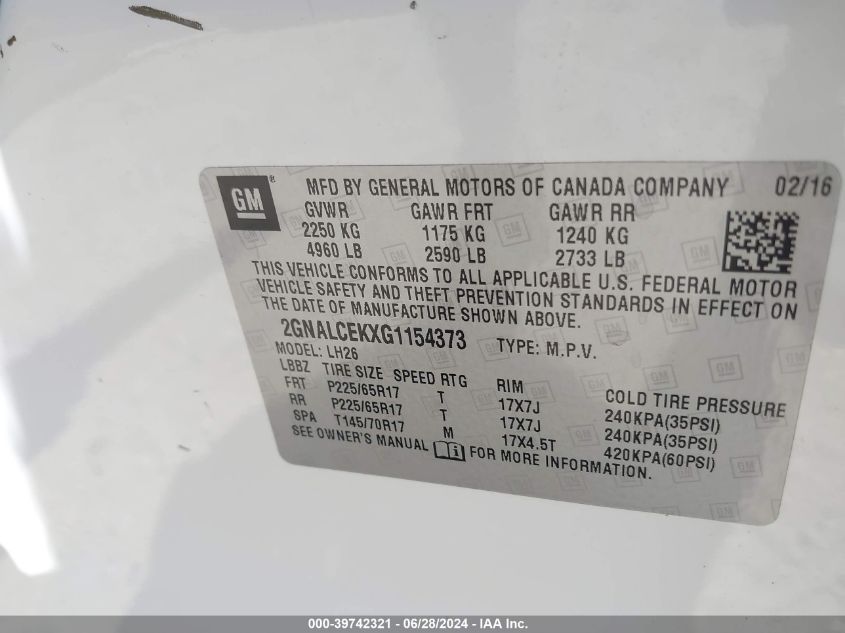 GM ® MFD BY GENERAL MOTORS OF CANADA COMPANY 02/16
GVWR GAWR FRT GAWR RR
2250 KG 1175 KG 1240 KG
4960 LB 2590 LB 2733 LB
THIS VEHICLE CONFORMS TO ALL APPLICABLE U.S. FEDERAL MOTOR
VEHICLE SAFETY AND THEFT PREVENTION STANDARDS IN EFFECT ON
THE DATE OF MANUFACTURE SHOWN ABOVE.
2GNALCEKXG1154373 TYPE: M.P.V.
MODEL: LH26
LBBZ TIRE SIZE SPEED RTG RIM COLD TIRE PRESSURE
FRT P225/65R17 T 17X7J 240KPA(35PSI)
RR P225/65R17 T 17X7J 240KPA(35PSI)
SPA T145/70R17 M 17X4.5T 420KPA(60PSI)
SEE OWNER'S MANUAL FOR MORE INFORMATION.
000-39742321 - 06/28/2024 - IAA Inc.